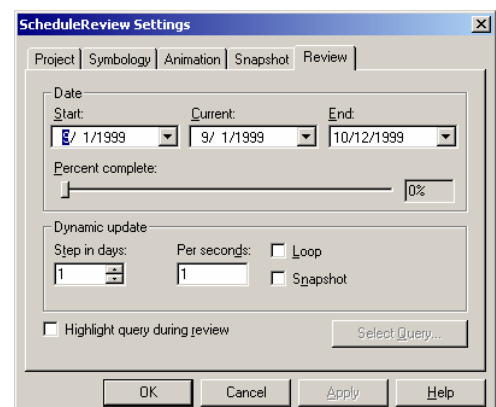 ScheduleReview Settings
Project Symbology Animation Snapshot Review
Date
Start: Current: End:
9/ 1/1999 9/ 1/1999 10/12/1999
Percent complete:
0%
Dynamic update
Step in days: Per seconds: Loop
1 1
Snapshot
Highlight query during review Select Query...
OK Cancel Apply Help